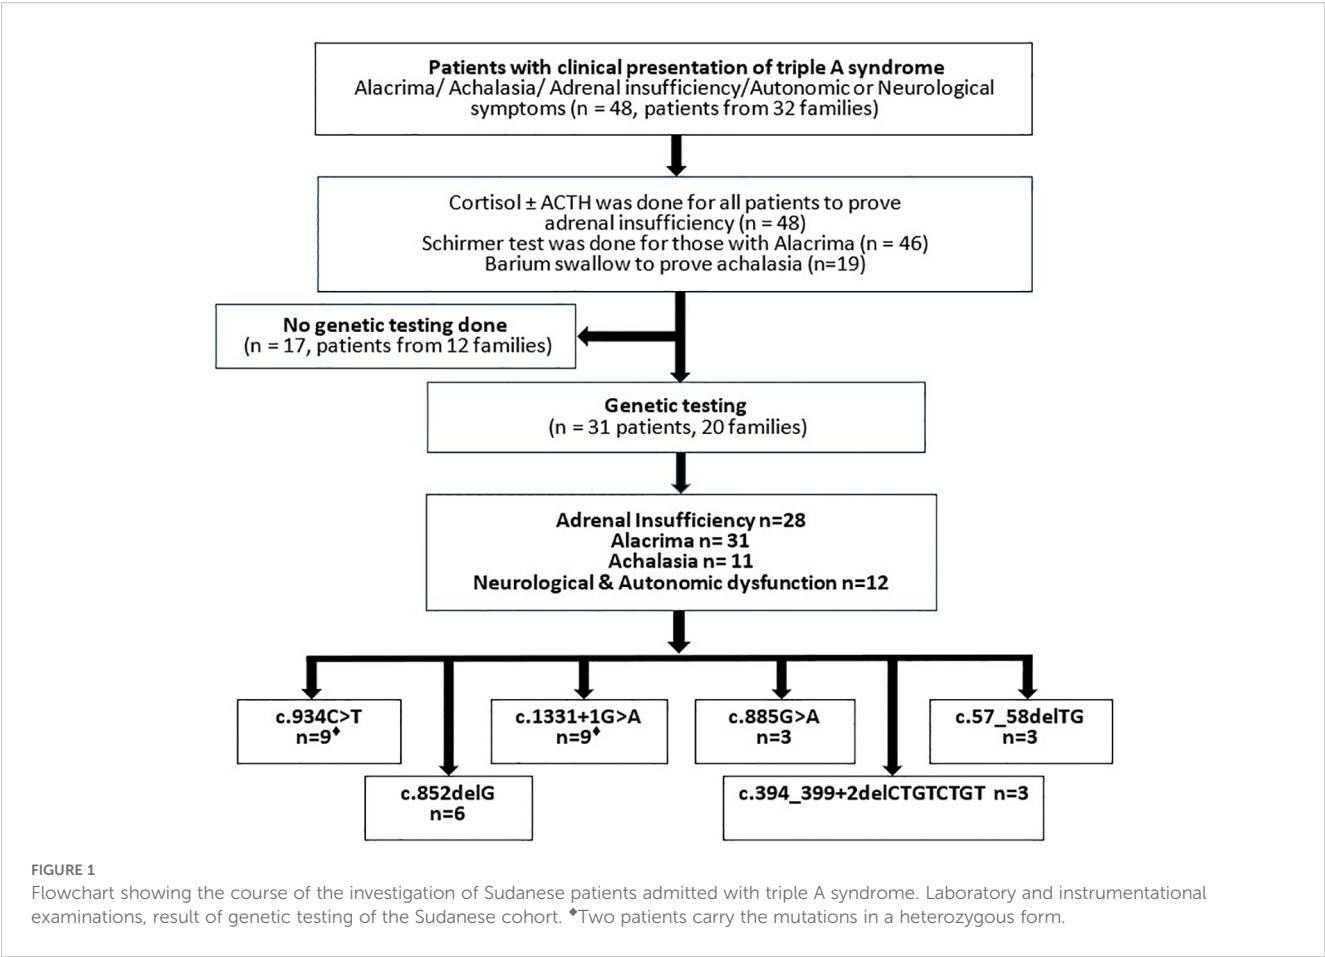 Patients with clinical presentation of triple A syndrome
Alacrima/ Achalasia/ Adrenal insufficiency/Autonomic or Neurological
symptoms (n = 48, patients from 32 families)
Cortisol ± ACTH was done for all patients to prove
adrenal insufficiency (n = 48)
Schirmer test was done for those with Alacrima (n = 46)
Barium swallow to prove achalasia (n=19)
No genetic testing done
(n = 17, patients from 12 families)
Genetic testing
(n = 31 patients, 20 families)
Adrenal Insufficiency n=28
Alacrima n= 31
Achalasia n= 11
Neurological & Autonomic dysfunction n=12
c.934C>T
n=9♦
c.1331+1G>A
n=9♦
c.885G>A
n=3
c.57_58delTG
n=3
c.852delG
n=6
c.394_399+2delCTGTCTGT n=3
FIGURE 1
Flowchart showing the course of the investigation of Sudanese patients admitted with triple A syndrome. Laboratory and instrumentational
examinations, result of genetic testing of the Sudanese cohort. ♦Two patients carry the mutations in a heterozygous form.